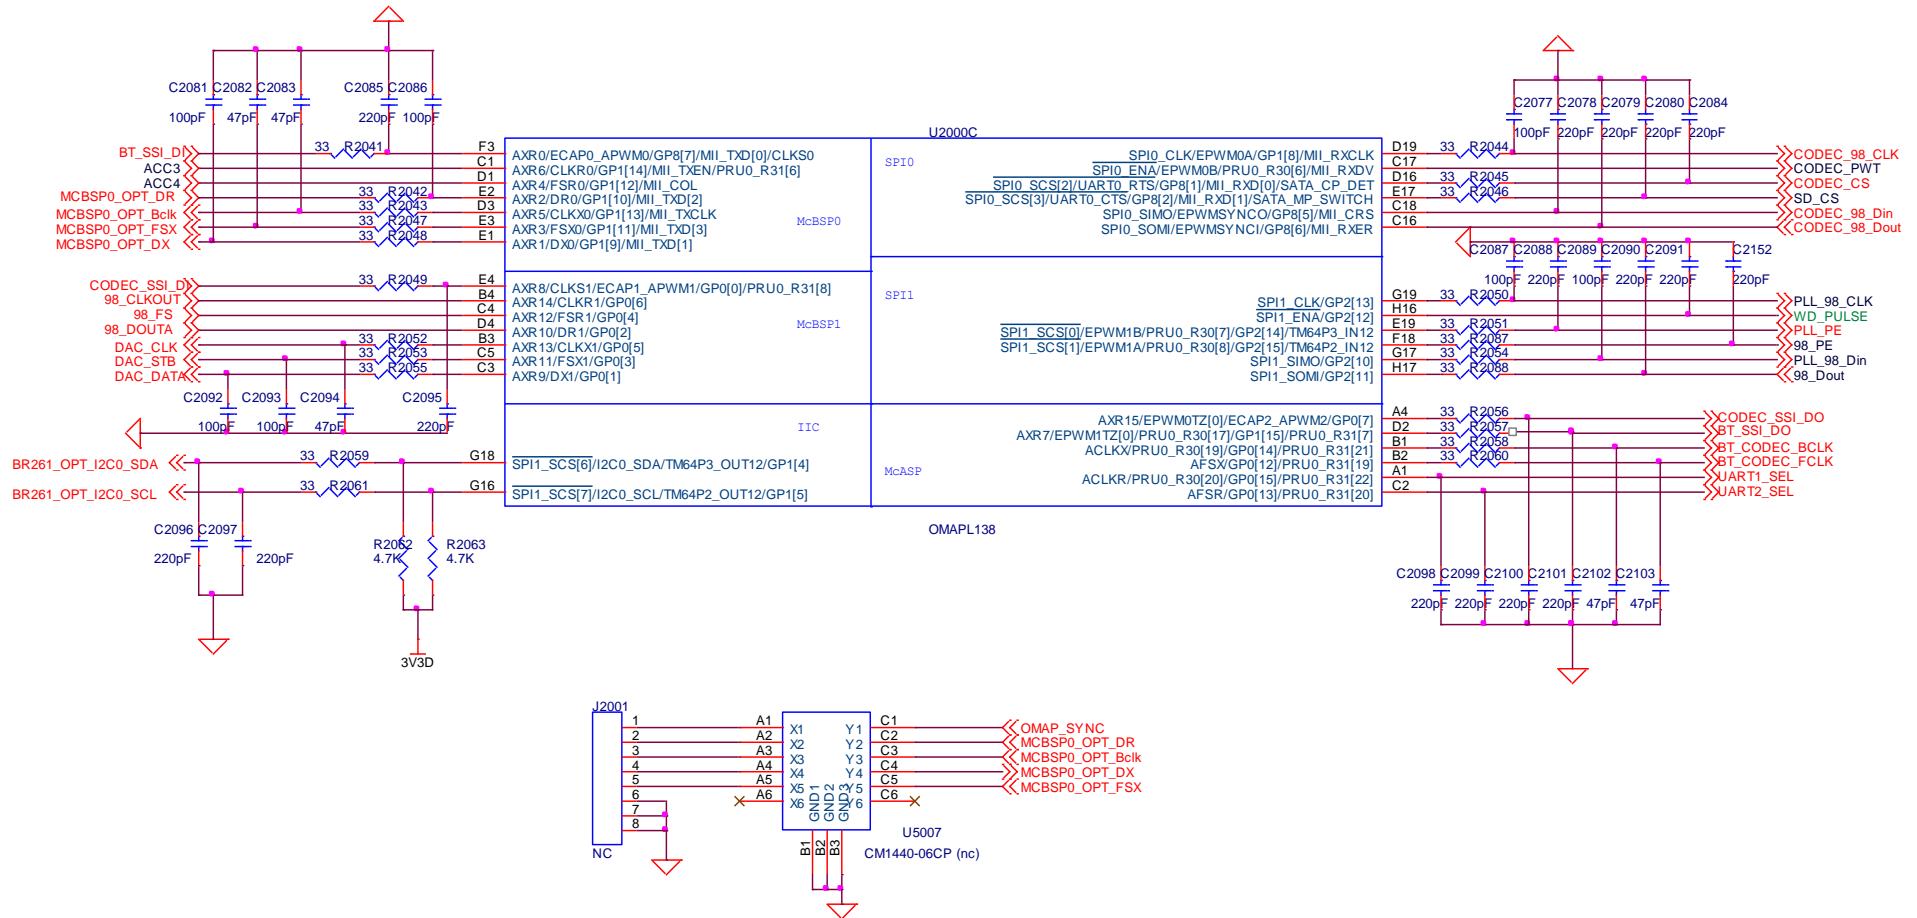 C2081 C2082 C2083 C2085 C2086
100pF 47pF 47pF 220pF 100pF
C2077 C2078 C2079 C2080 C2084
100pF 220pF 220pF 220pF 220pF
U2000C
BT_SSI_DI 33 R2041 F3 AXR0/ECAP0_APWM0/GP8[7]/MII_TXD[0]/CLKS0
ACC3 C1 AXR6/CLKR0/GP1[14]/MII_TXEN/PRU0_R31[6]
ACC4 D1 AXR4/FSR0/GP1[12]/MII_COL
MCBSP0_OPT_DR 33 R2042 E2 AXR2/DR0/GP1[10]/MII_TXD[2]
MCBSP0_OPT_Bclk 33 R2043 D3 AXR5/CLKX0/GP1[13]/MII_TXCLK
MCBSP0_OPT_FSX 33 R2047 E3 AXR3/FSX0/GP1[11]/MII_TXD[3]
MCBSP0_OPT_DX 33 R2048 E1 AXR1/DX0/GP1[9]/MII_TXD[1]
McBSP0
SPI0
SPI0_CLK/EPWM0A/GP1[8]/MII_RXCLK D19 33 R2044 CODEC_98_CLK
SPI0_ENA/EPWM0B/PRU0_R30[6]/MII_RXDV C17 CODEC_PWT
SPI0_SCS[2]/UART0_RTS/GP8[1]/MII_RXD[0]/SATA_CP_DET D16 33 R2045 CODEC_CS
SPI0_SCS[3]/UART0_CTS/GP8[2]/MII_RXD[1]/SATA_MP_SWITCH E17 33 R2046 SD_CS
SPI0_SIMO/EPWMSYNCO/GP8[5]/MII_CRS C18 CODEC_98_Din
SPI0_SOMI/EPWMSYNCI/GP8[6]/MII_RXER C16 CODEC_98_Dout
C2087 C2088 C2089 C2090 C2091 C2152
100pF 220pF 100pF 220pF 220pF 220pF
CODEC_SSI_DI 33 R2049 E4 AXR8/CLKS1/ECAP1_APWM1/GP0[0]/PRU0_R31[8]
98_CLKOUT B4 AXR14/CLKR1/GP0[6]
98_FS C4 AXR12/FSR1/GP0[4]
98_DOUTA D4 AXR10/DR1/GP0[2]
DAC_CLK 33 R2052 B3 AXR13/CLKX1/GP0[5]
DAC_STB 33 R2053 C5 AXR11/FSX1/GP0[3]
DAC_DATA 33 R2055 C3 AXR9/DX1/GP0[1]
McBSP1
SPI1
SPI1_CLK/GP2[13] G19 33 R2050 PLL_98_CLK
SPI1_ENA/GP2[12] H16 WD_PULSE
SPI1_SCS[0]/EPWM1B/PRU0_R30[7]/GP2[14]/TM64P3_IN12 E19 33 R2051 PLL_PE
SPI1_SCS[1]/EPWM1A/PRU0_R30[8]/GP2[15]/TM64P2_IN12 F18 33 R2087 98_PE
SPI1_SIMO/GP2[10] G17 33 R2054 PLL_98_Din
SPI1_SOMI/GP2[11] H17 33 R2088 98_Dout
C2092 C2093 C2094 C2095
100pF 100pF 47pF 220pF
IIC
BR261_OPT_I2C0_SDA 33 R2059 G18 SPI1_SCS[6]/I2C0_SDA/TM64P3_OUT12/GP1[4]
BR261_OPT_I2C0_SCL 33 R2061 G16 SPI1_SCS[7]/I2C0_SCL/TM64P2_OUT12/GP1[5]
McASP
AXR15/EPWM0TZ[0]/ECAP2_APWM2/GP0[7] A4 33 R2056 CODEC_SSI_DO
AXR7/EPWM1TZ[0]/PRU0_R30[17]/GP1[15]/PRU0_R31[7] D2 33 R2057 BT_SSI_DO
ACLKX/PRU0_R30[19]/GP0[14]/PRU0_R31[21] B1 33 R2058 BT_CODEC_BCLK
AFSX/GP0[12]/PRU0_R31[19] B2 33 R2060 BT_CODEC_FCLK
ACLKR/PRU0_R30[20]/GP0[15]/PRU0_R31[22] A1 UART1_SEL
AFSR/GP0[13]/PRU0_R31[20] C2 UART2_SEL
OMAPL138
C2096 C2097
220pF 220pF
R2062 R2063
4.7K 4.7K
3V3D
C2098 C2099 C2100 C2101 C2102 C2103
220pF 220pF 220pF 220pF 47pF 47pF
J2001
1 A1 X1 Y1 C1 OMAP_SYNC
2 A2 X2 Y2 C2 MCBSP0_OPT_DR
3 A3 X3 Y3 C3 MCBSP0_OPT_Bclk
4 A4 X4 Y4 C4 MCBSP0_OPT_DX
5 A5 X5 Y5 C5 MCBSP0_OPT_FSX
6 A6 X6 Y6 C6
7
8
GND1 GND2 GND3
B1 B2 B3
NC
U5007
CM1440-06CP (nc)